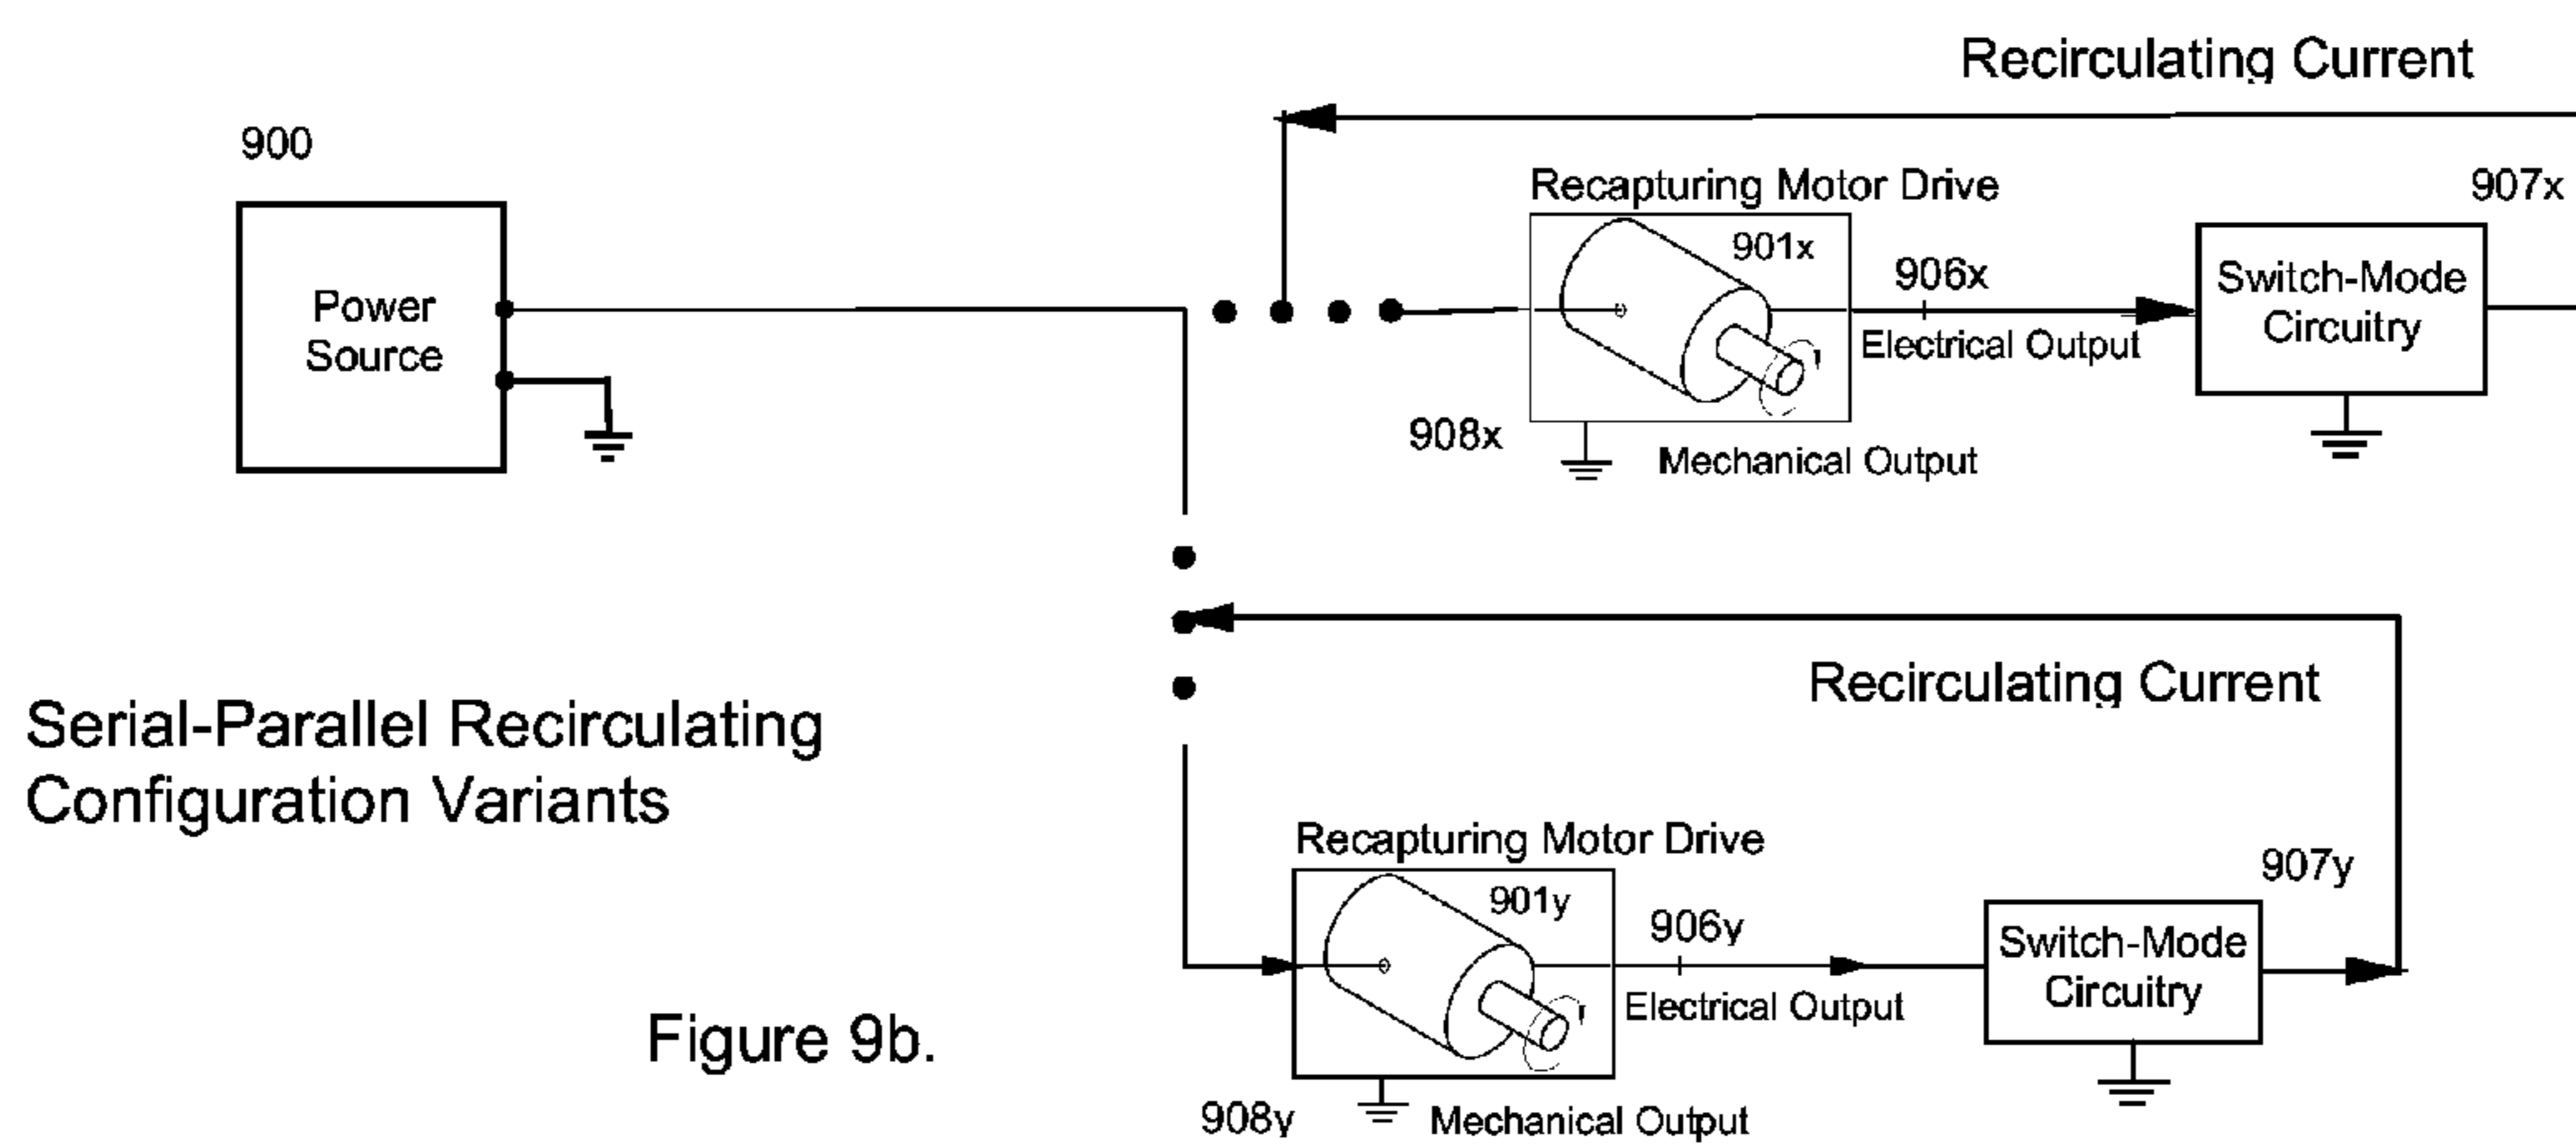 Recirculating Current
900
Recapturing Motor Drive
907x
901x
906x
Power
Source
Switch-Mode
Circuitry
Electrical Output
908x
Mechanical Output
Recirculating Current
Serial-Parallel Recirculating
Configuration Variants
Recapturing Motor Drive
907y
901y
906y
Switch-Mode
Circuitry
Electrical Output
Figure 9b.
908y
Mechanical Output